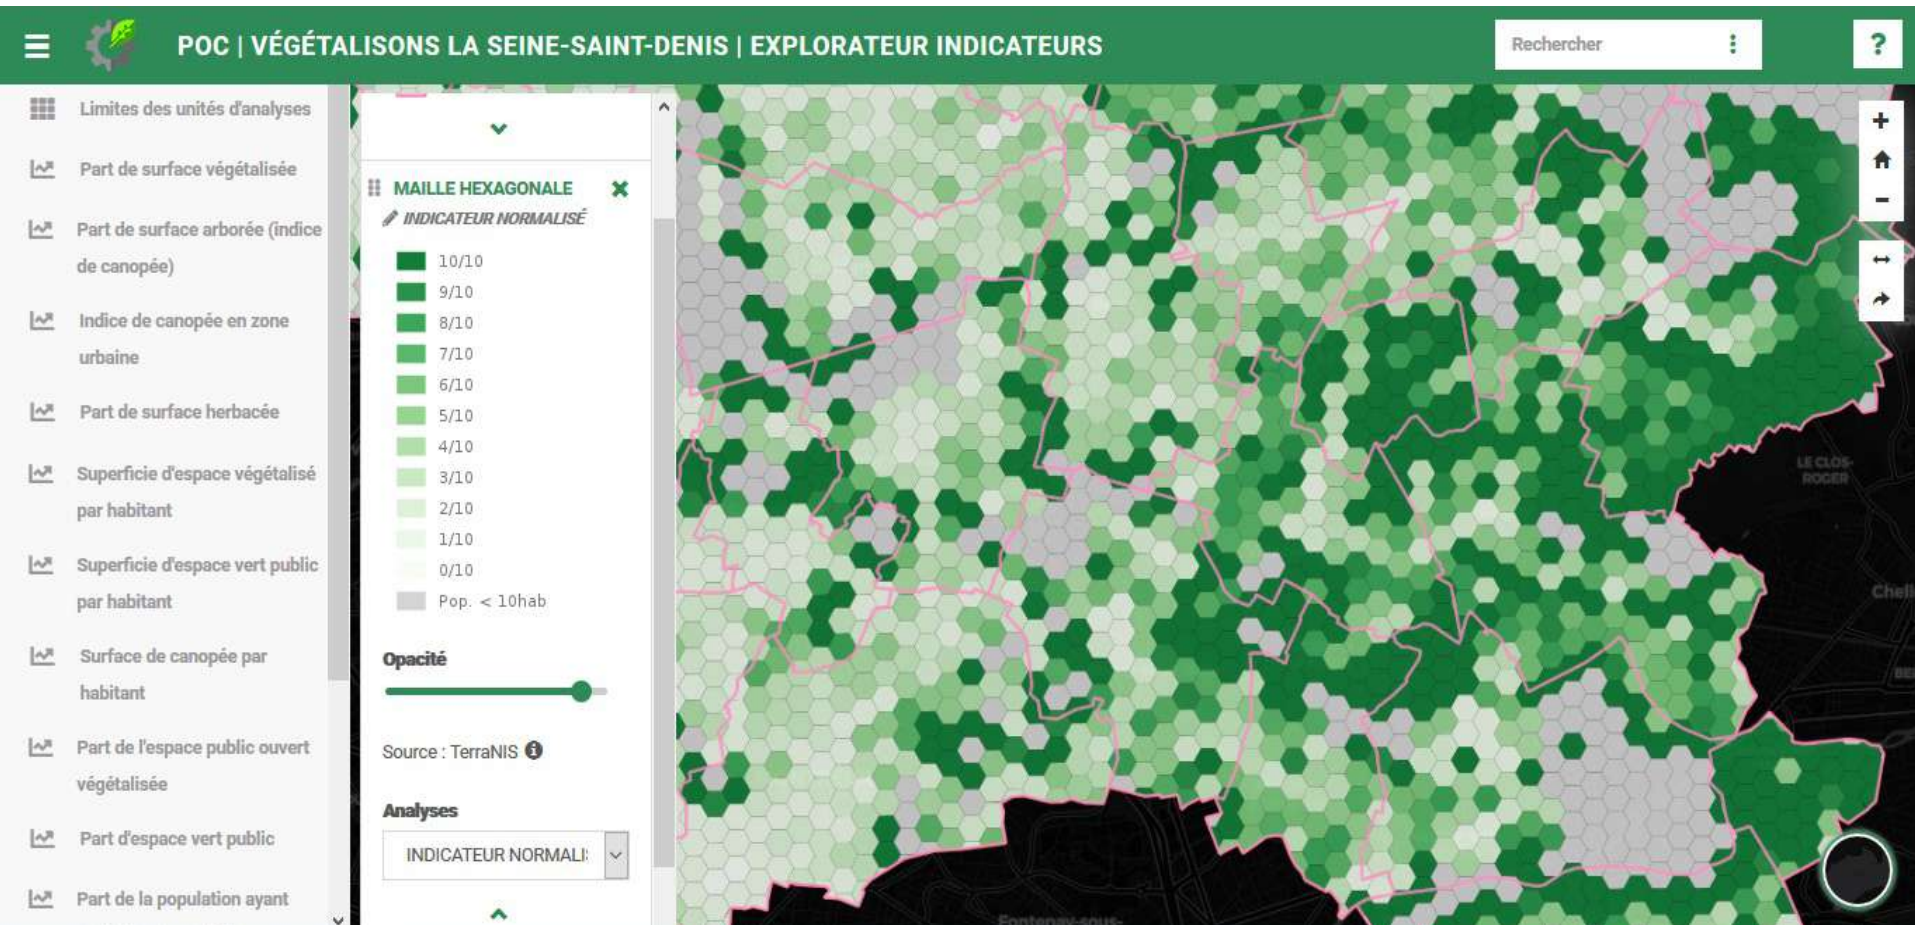 POC | VÉGÉTALISONS LA SEINE-SAINT-DENIS | EXPLORATEUR INDICATEURS
Rechercher
?
Limites des unités d'analyses
Part de surface végétalisée
Part de surface arborée (indice
de canopée)
Indice de canopée en zone
urbaine
Part de surface herbacée
Superficie d'espace végétalisé
par habitant
Superficie d'espace vert public
par habitant
Surface de canopée par
habitant
Part de l'espace public ouvert
végétalisée
Part d'espace vert public
Part de la population ayant
MAILLE HEXAGONALE
INDICATEUR NORMALISÉ
10/10
9/10
8/10
7/10
6/10
5/10
4/10
3/10
2/10
1/10
0/10
Pop. < 10hab
Opacité
Source : TerraNIS
Analyses
INDICATEUR NORMALI
LE CLOS-
ROGER
Chell
Fontenay-sous-